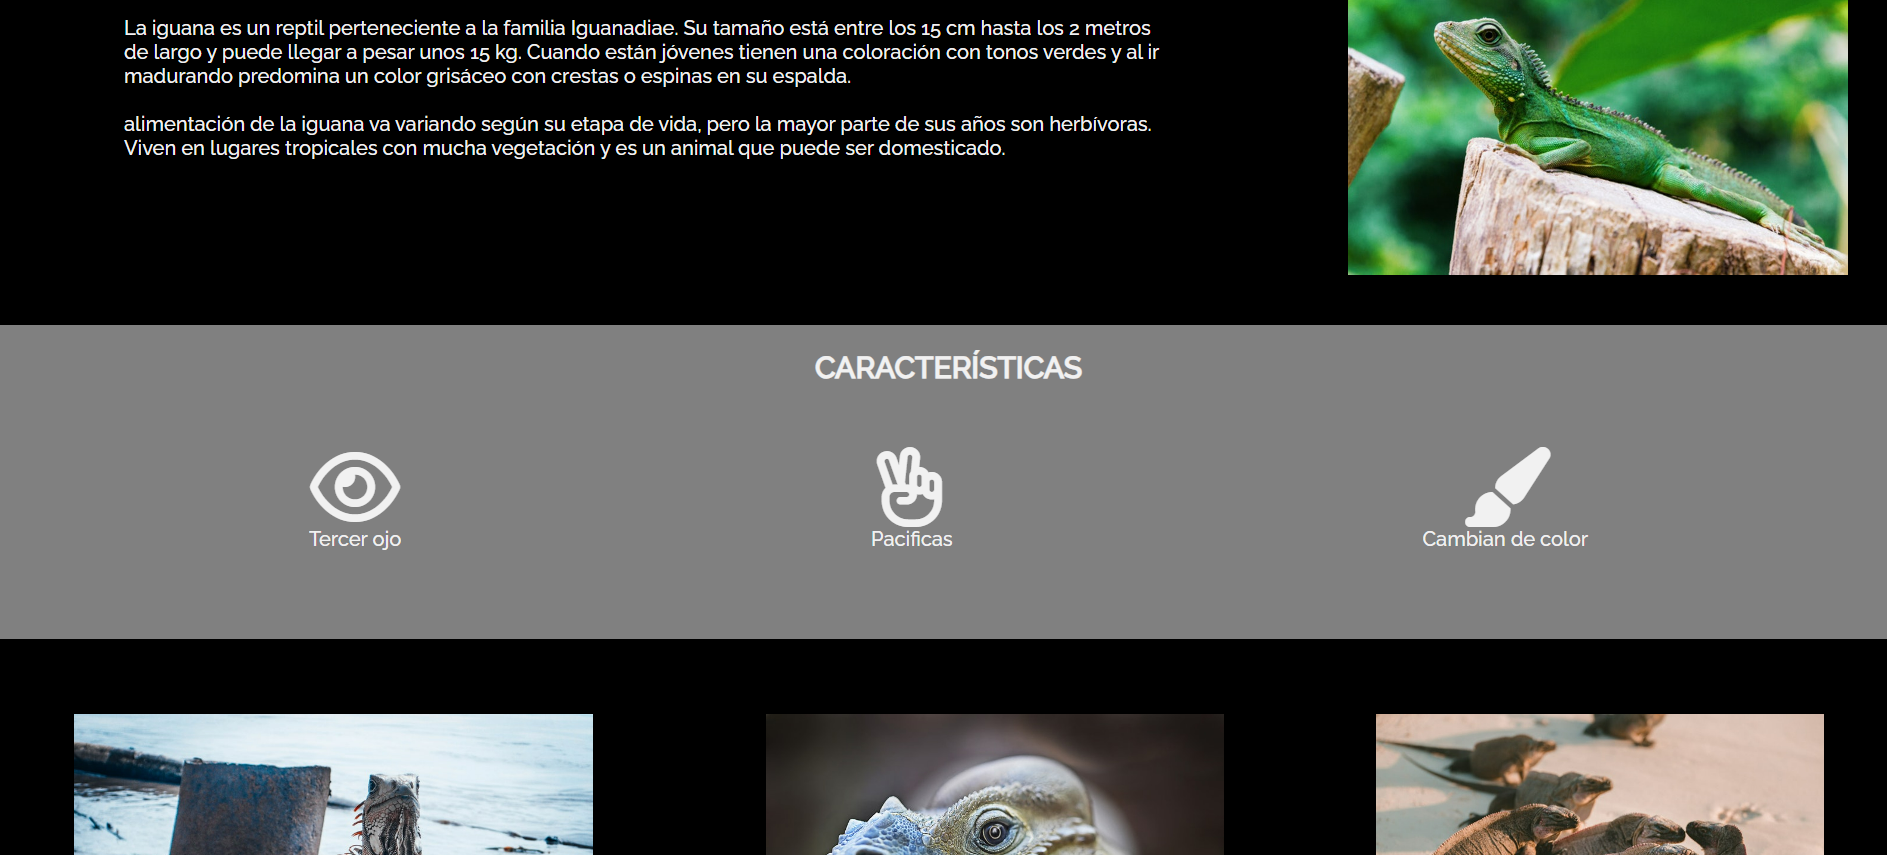 La iguana es un reptil perteneciente a la familia Iguanadiae. Su tamaño está entre los 15 cm hasta los 2 metros
de largo y puede llegar a pesar unos 15 kg. Cuando están jóvenes tienen una coloración con tonos verdes y al ir
madurando predomina un color grisáceo con crestas o espinas en su espalda.
alimentación de la iguana va variando según su etapa de vida, pero la mayor parte de sus años son herbívoras.
Viven en lugares tropicales con mucha vegetación y es un animal que puede ser domesticado.
CARACTERÍSTICAS
Tercer ojo
Pacificas
Cambian de color